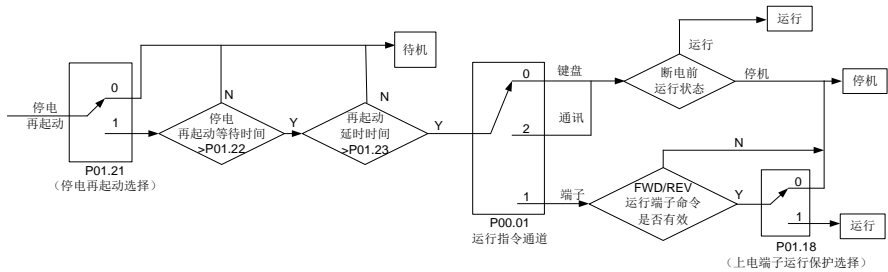 停电
再起动
0
1
P01.21
（停电再起动选择）
N
停电
再起动等待时间
>P01.22
Y
N
再起动
延时时间
>P01.23
Y
待机
0
2
1
P00.01
运行指令通道
键盘
通讯
端子
断电前
运行状态
运行
运行
停机
停机
N
FWD/REV
运行端子命令
是否有效
Y
0
1
P01.18
（上电端子运行保护选择）
运行